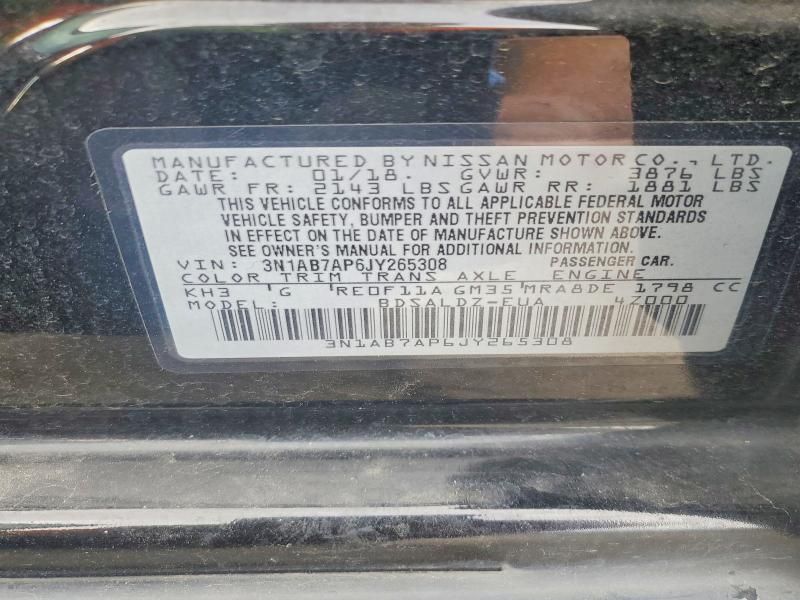 MANUFACTURED BY NISSAN MOTOR CO., LTD.
DATE: 01/18. GVWR: 3876 LBS
GAWR FR: 2143 LBS GAWR RR: 1881 LBS
THIS VEHICLE CONFORMS TO ALL APPLICABLE FEDERAL MOTOR
VEHICLE SAFETY, BUMPER AND THEFT PREVENTION STANDARDS
IN EFFECT ON THE DATE OF MANUFACTURE SHOWN ABOVE.
SEE OWNER'S MANUAL FOR ADDITIONAL INFORMATION.
VIN: 3N1AB7AP6JY265308 PASSENGER CAR.
COLOR TRIM TRANS AXLE ENGINE
KH3 G RE0F11A GM35 MRA8DE 1798 CC
MODEL: BDSALDZ-EUA 4Z000
3N1AB7AP6JY265308